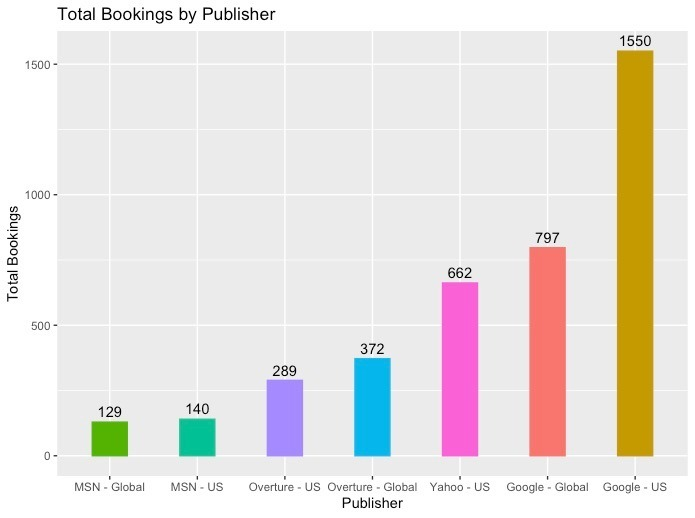 Total Bookings by Publisher
Total Bookings
1500
1000
500
0
129
140
289
372
662
797
1550
MSN - Global
MSN - US
Overture - US
Overture - Global
Yahoo - US
Google - Global
Google - US
Publisher